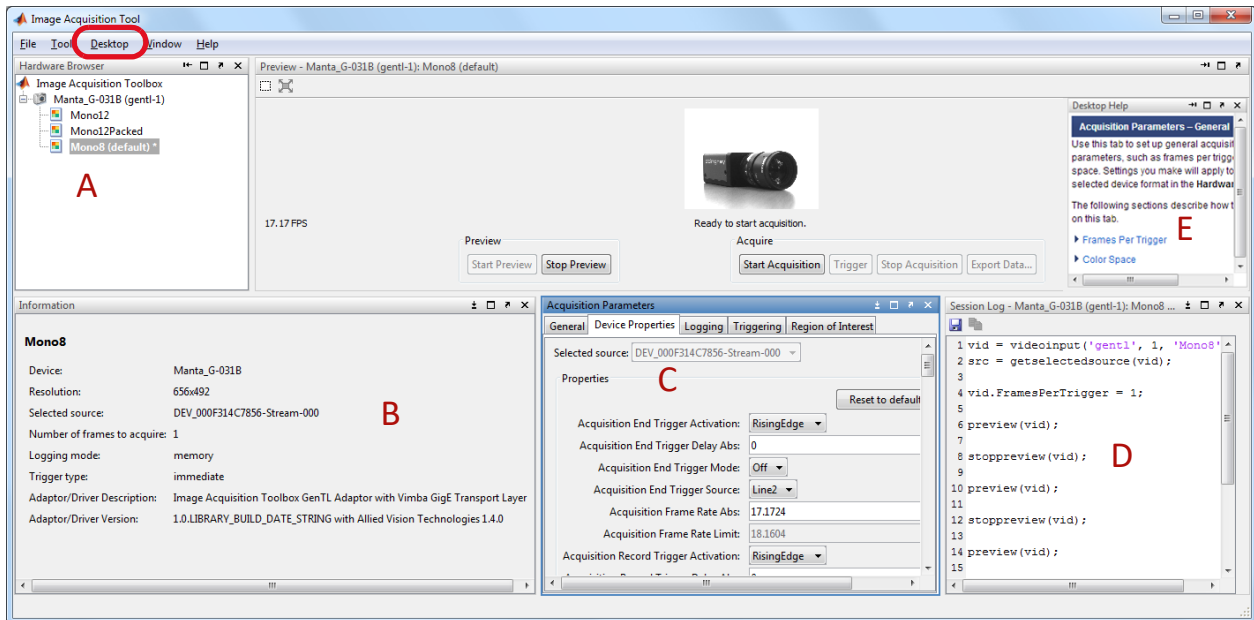 Image Acquisition Tool
File Tool Desktop Window Help
Hardware Browser
Image Acquisition Toolbox
Manta_G-031B (gentl-1)
Mono12
Mono12Packed
Mono8 (default) *
A
Preview - Manta_G-031B (gentl-1): Mono8 (default)
17.17 FPS
Ready to start acquisition.
Preview
Start Preview Stop Preview
Acquire
Start Acquisition Trigger Stop Acquisition Export Data...
Desktop Help
Acquisition Parameters – General
Use this tab to set up general acquisit
parameters, such as frames per trigg
space. Settings you make will apply to
selected device format in the Hardwar
The following sections describe how t
on this tab.
Frames Per Trigger
Color Space
E
Information
Mono8
Device: Manta_G-031B
Resolution: 656x492
Selected source: DEV_000F314C7856-Stream-000
Number of frames to acquire: 1
Logging mode: memory
Trigger type: immediate
Adaptor/Driver Description: Image Acquisition Toolbox GenTL Adaptor with Vimba GigE Transport Layer
Adaptor/Driver Version: 1.0.LIBRARY_BUILD_DATE_STRING with Allied Vision Technologies 1.4.0
B
Acquisition Parameters
General Device Properties Logging Triggering Region of Interest
Selected source: DEV_000F314C7856-Stream-000
C
Properties
Reset to default
Acquisition End Trigger Activation: RisingEdge
Acquisition End Trigger Delay Abs: 0
Acquisition End Trigger Mode: Off
Acquisition End Trigger Source: Line2
Acquisition Frame Rate Abs: 17.1724
Acquisition Frame Rate Limit: 18.1604
Acquisition Record Trigger Activation: RisingEdge
Session Log - Manta_G-031B (gentl-1): Mono8 ...
1 vid = videoinput('gentl', 1, 'Mono8'
2 src = getselectedsource(vid);
3
4 vid.FramesPerTrigger = 1;
5
6 preview(vid);
7
8 stoppreview(vid);
9
10 preview(vid);
11
12 stoppreview(vid);
13
14 preview(vid);
15
D